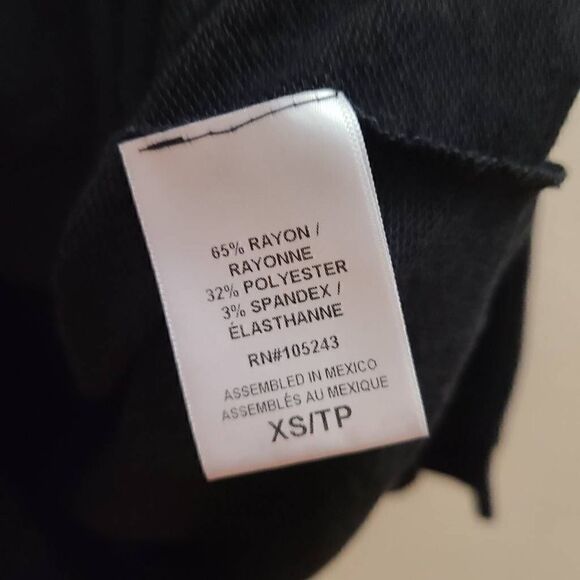 65% RAYON /
RAYONNE
32% POLYESTER
3% SPANDEX /
ÉLASTHANNE
RN#105243
ASSEMBLED IN MEXICO
ASSEMBLÉS AU MEXIQUE
XS/TP